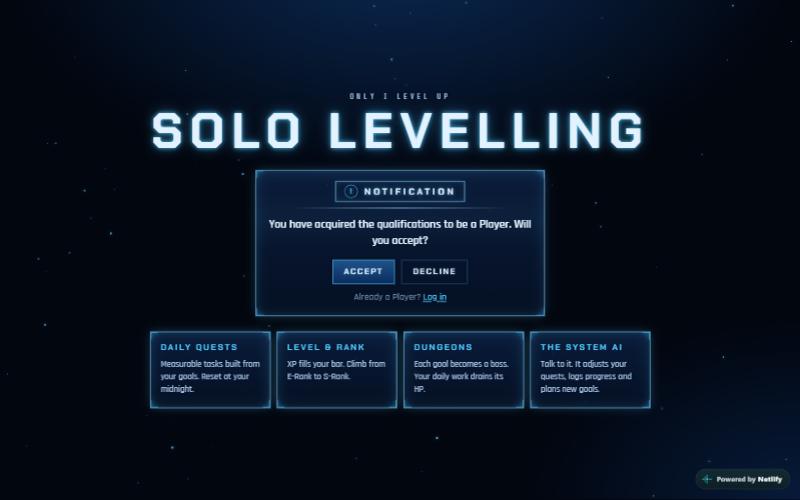 ONLY I LEVEL UP
SOLO LEVELLING
! NOTIFICATION
You have acquired the qualifications to be a Player. Will
you accept?
ACCEPT
DECLINE
Already a Player? Log in
DAILY QUESTS
Measurable tasks built from
your goals. Reset at your
midnight.
LEVEL & RANK
XP fills your bar. Climb from
E-Rank to S-Rank.
DUNGEONS
Each goal becomes a boss.
Your daily work drains its
HP.
THE SYSTEM AI
Talk to it. It adjusts your
quests, logs progress and
plans new goals.
Powered by Netlify